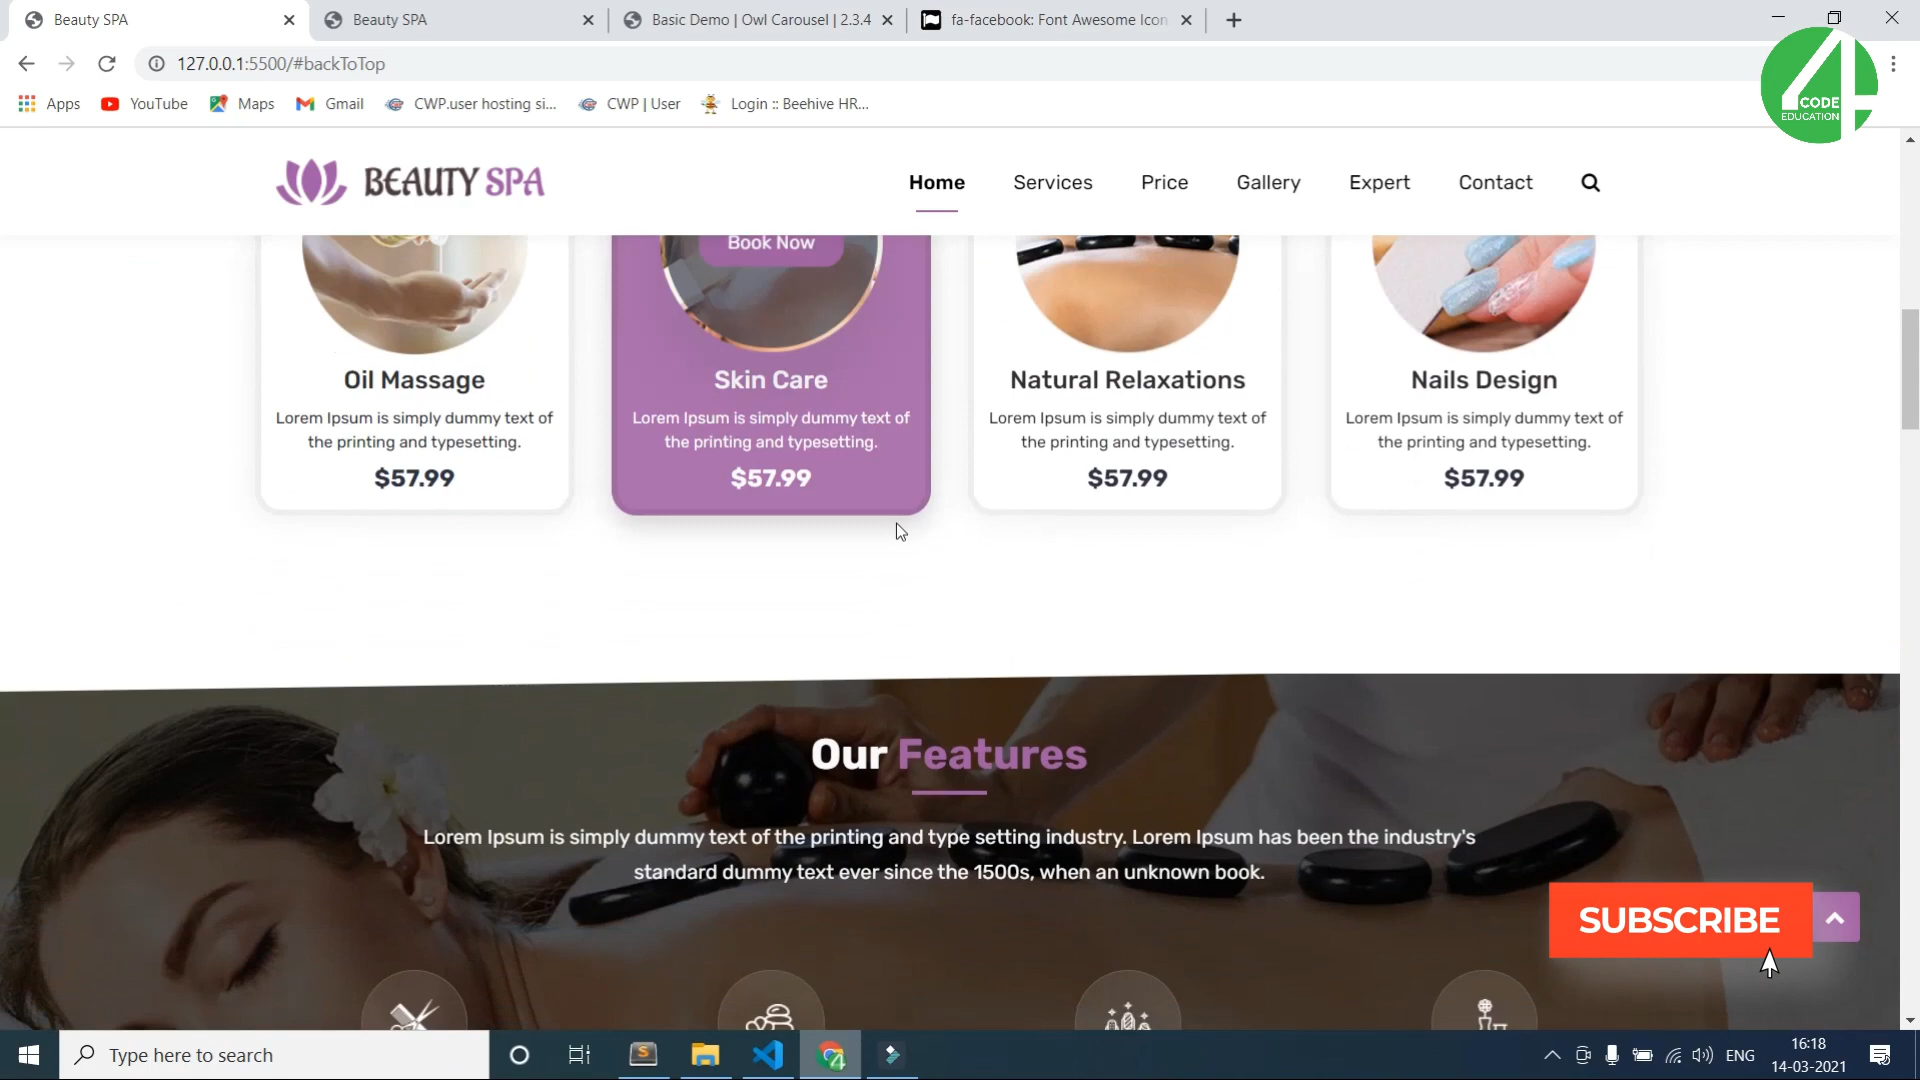 Beauty SPA
Beauty SPA
Basic Demo | Owl Carousel | 2.3.4
fa-facebook: Font Awesome Icon
127.0.0.1:5500/#backToTop
Apps
YouTube
Maps
Gmail
CWP.user hosting si...
CWP | User
Login :: Beehive HR...
4
CODE
EDUCATION
BEAUTY SPA
Home
Services
Price
Gallery
Expert
Contact
Book Now
Oil Massage
Lorem Ipsum is simply dummy text of
the printing and typesetting.
$57.99
Skin Care
Lorem Ipsum is simply dummy text of
the printing and typesetting.
$57.99
Natural Relaxations
Lorem Ipsum is simply dummy text of
the printing and typesetting.
$57.99
Nails Design
Lorem Ipsum is simply dummy text of
the printing and typesetting.
$57.99
Our Features
Lorem Ipsum is simply dummy text of the printing and type setting industry. Lorem Ipsum has been the industry's
standard dummy text ever since the 1500s, when an unknown book.
SUBSCRIBE
Type here to search
ENG
16:18
14-03-2021